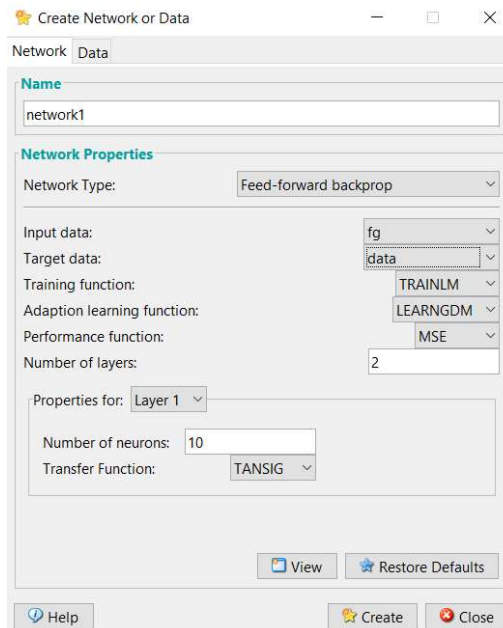 Create Network or Data
Network Data
Name
network1
Network Properties
Network Type: Feed-forward backprop
Input data: fg
Target data: data
Training function: TRAINLM
Adaption learning function: LEARNGDM
Performance function: MSE
Number of layers: 2
Properties for: Layer 1
Number of neurons: 10
Transfer Function: TANSIG
View Restore Defaults
Help Create Close